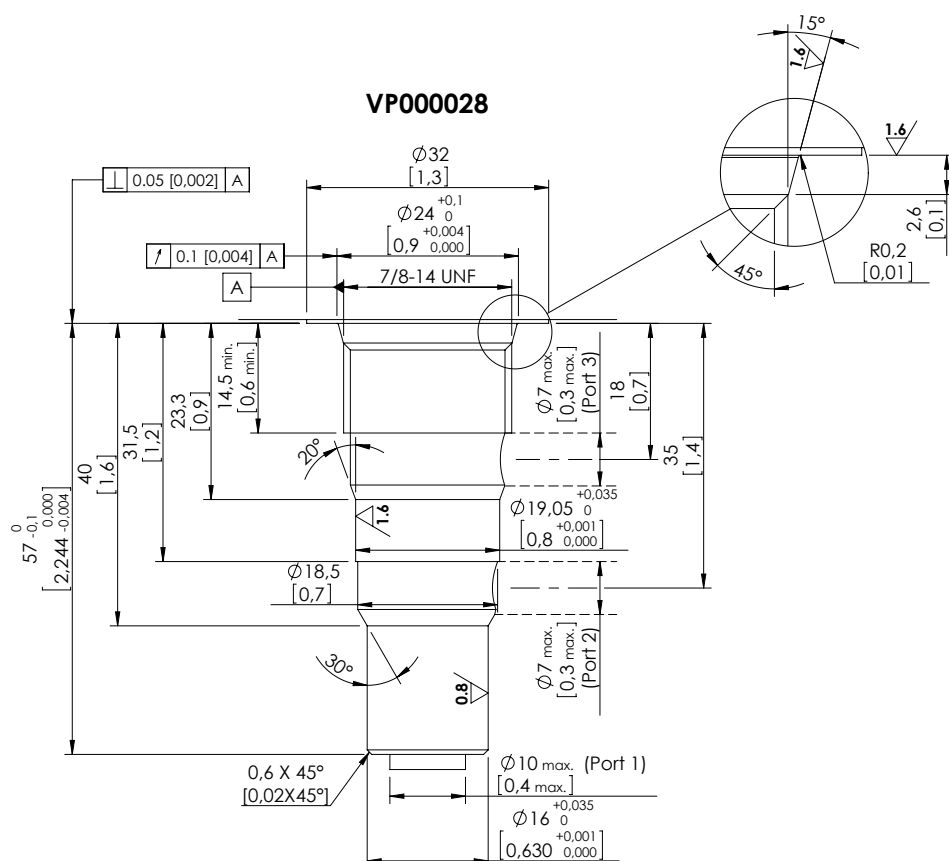 VP000028
15°
1.6
1.6
2,6
[0,1]
R0,2
[0,01]
45°
⊥ 0.05 [0,002] A
Ø32
[1,3]
Ø24 +0,1 0
[0,9 +0,004 0,000]
↗ 0.1 [0,004] A
A
7/8-14 UNF
14,5 min.
[0,6 min.]
23,3
[0,9]
31,5
[1,2]
40
[1,6]
57 0 -0,1
[2,244 0,000 -0,004]
20°
1.6
Ø7 max.
[0,3 max.]
(Port 3)
18
[0,7]
35
[1,4]
Ø19,05 +0,035 0
[0,8 +0,001 0,000]
Ø18,5
[0,7]
Ø7 max.
[0,3 max.]
(Port 2)
30°
0.8
0,6 X 45°
[0,02X45°]
Ø10 max. (Port 1)
[0,4 max.]
Ø16 +0,035 0
[0,630 +0,001 0,000]